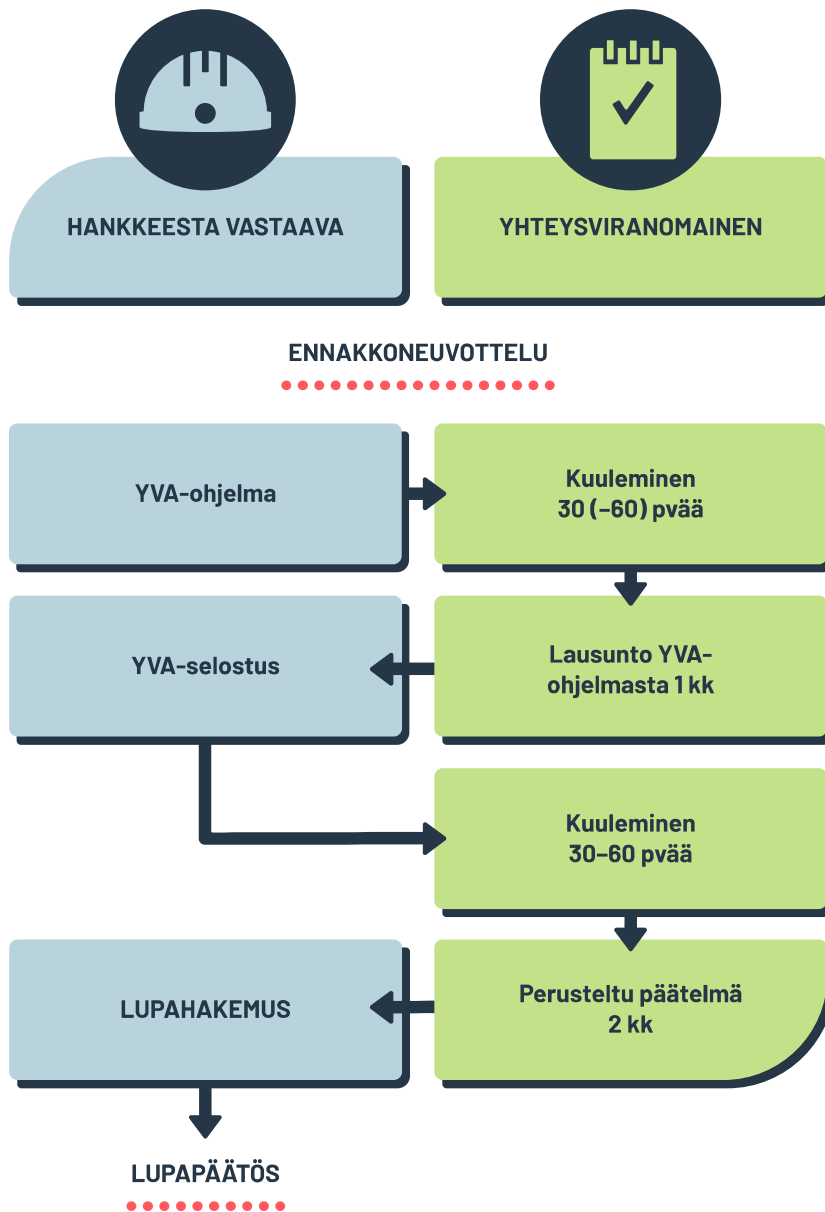 HANKKEESTA VASTAAVA
YHTEYSVIRANOMAINEN
ENNAKKONEUVOTTELU
YVA-ohjelma
Kuuleminen
30 (–60) pvää
YVA-selostus
Lausunto YVA-
ohjelmasta 1 kk
Kuuleminen
30–60 pvää
LUPAHAKEMUS
Perusteltu päätelmä
2 kk
LUPAPÄÄTÖS